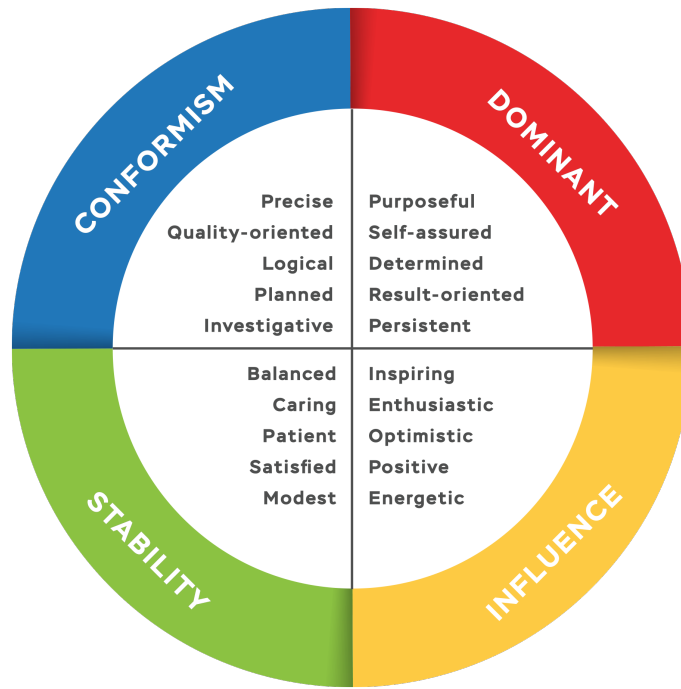 CONFORMISM
Precise
Quality-oriented
Logical
Planned
Investigative
DOMINANT
Purposeful
Self-assured
Determined
Result-oriented
Persistent
STABILITY
Balanced
Caring
Patient
Satisfied
Modest
INFLUENCE
Inspiring
Enthusiastic
Optimistic
Positive
Energetic